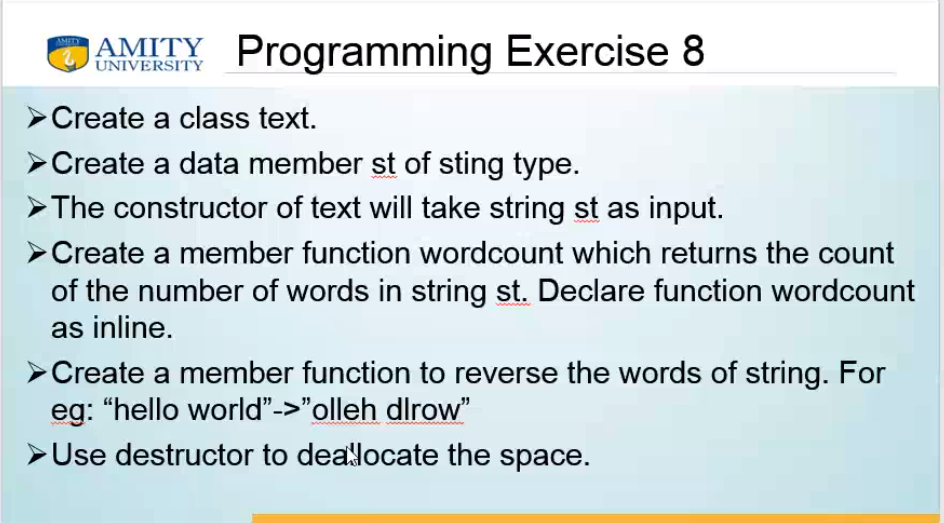 AMITY
AMITY
UNIVERSITY
Programming Exercise 8
➢Create a class text.
➢Create a data member st of sting type.
➢The constructor of text will take string st as input.
➢Create a member function wordcount which returns the count
of the number of words in string st. Declare function wordcount
as inline.
➢Create a member function to reverse the words of string. For
eg: “hello world”->”olleh dlrow”
➢Use destructor to deallocate the space.